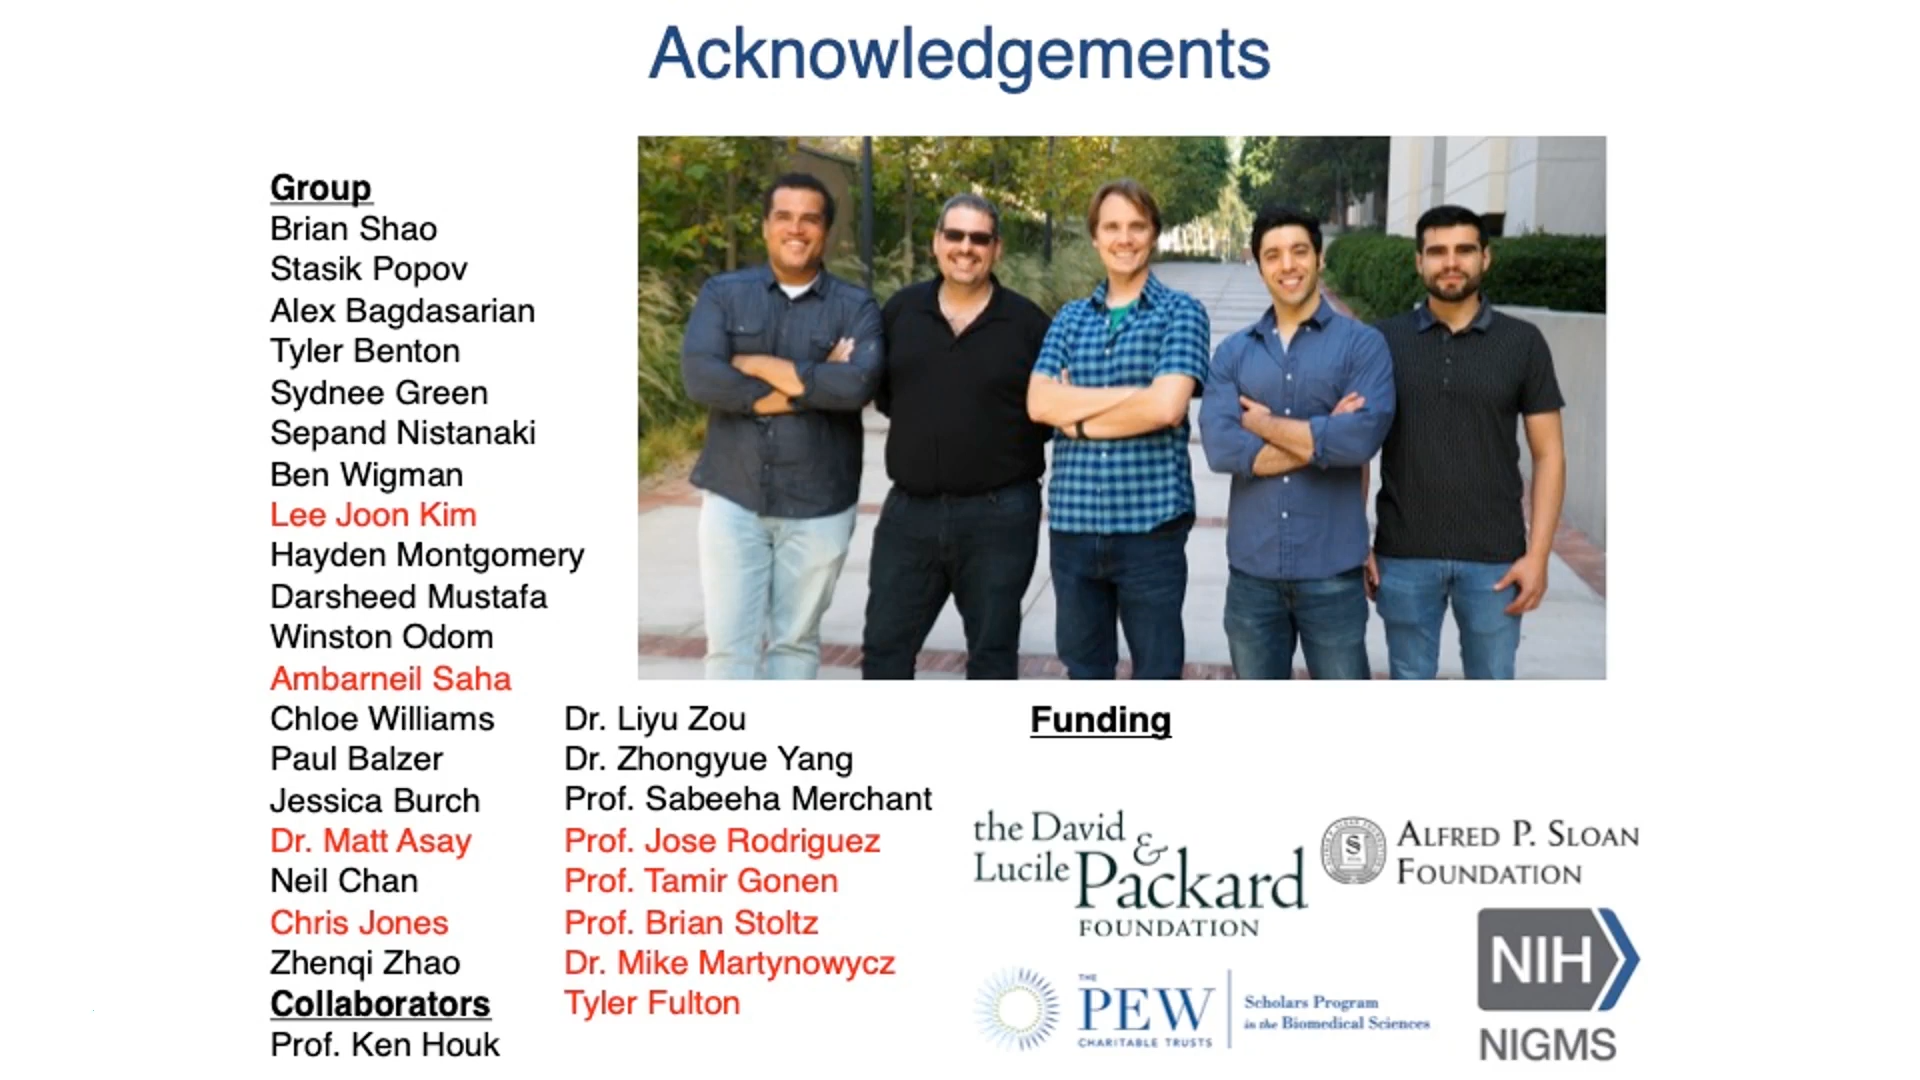 Acknowledgements
Group
Brian Shao
Stasik Popov
Alex Bagdasarian
Tyler Benton
Sydnee Green
Sepand Nistanaki
Ben Wigman
Lee Joon Kim
Hayden Montgomery
Darsheed Mustafa
Winston Odom
Ambarneil Saha
Chloe Williams
Paul Balzer
Jessica Burch
Dr. Matt Asay
Neil Chan
Chris Jones
Zhenqi Zhao
Collaborators
Prof. Ken Houk
Dr. Liyu Zou
Dr. Zhongyue Yang
Prof. Sabeeha Merchant
Prof. Jose Rodriguez
Prof. Tamir Gonen
Prof. Brian Stoltz
Dr. Mike Martynowycz
Tyler Fulton
Funding
the David &
Lucile Packard
FOUNDATION
ALFRED P. SLOAN
FOUNDATION
THE
PEW
CHARITABLE TRUSTS
Scholars Program
in the Biomedical Sciences
NIH
NIGMS